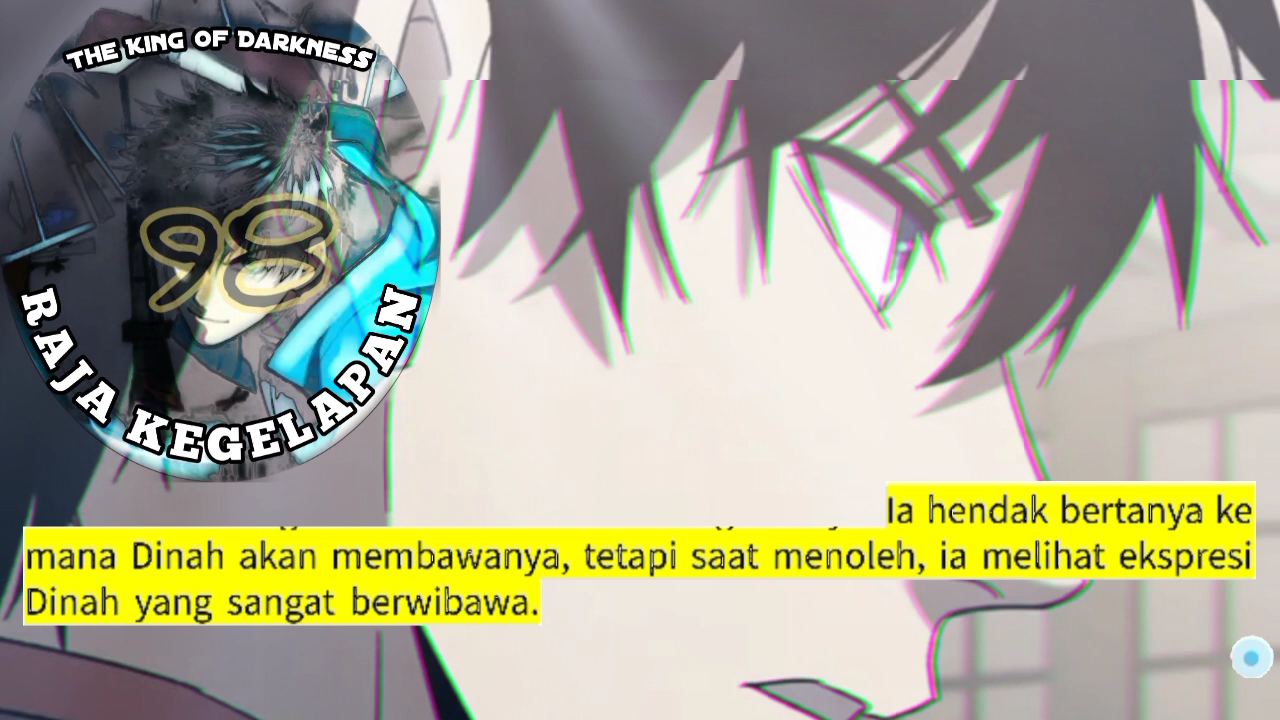 THE KING OF DARKNESS
98
RAJA KEGELAPAN
Ia hendak bertanya ke
mana Dinah akan membawanya, tetapi saat menoleh, ia melihat ekspresi
Dinah yang sangat berwibawa.